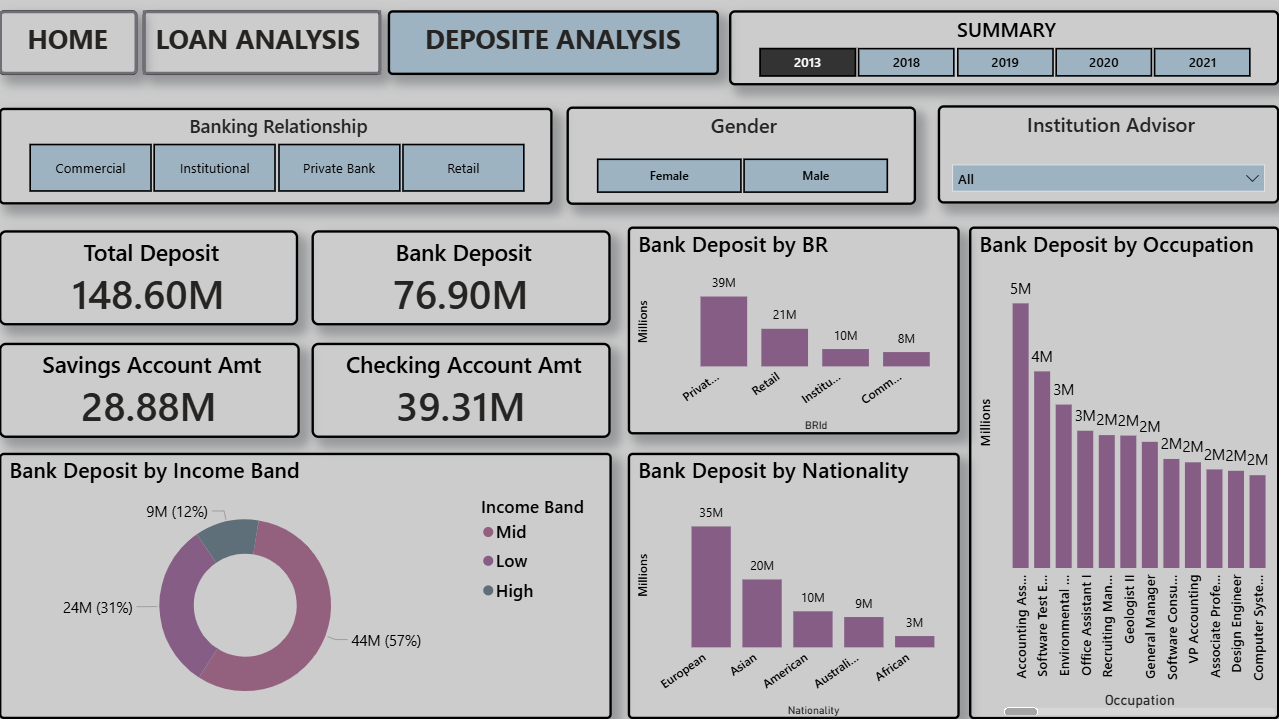 HOME
LOAN ANALYSIS
DEPOSITE ANALYSIS
SUMMARY
2013
2018
2019
2020
2021
Banking Relationship
Commercial
Institutional
Private Bank
Retail
Gender
Female
Male
Institution Advisor
All
Total Deposit
148.60M
Bank Deposit
76.90M
Savings Account Amt
28.88M
Checking Account Amt
39.31M
Bank Deposit by BR
Millions
39M
21M
10M
8M
Privat...
Retail
Institu...
Comm...
BRId
Bank Deposit by Occupation
Millions
5M
4M
3M
3M
2M
2M
2M
2M
2M
2M
2M
2M
Accounting Ass...
Software Test E...
Environmental ...
Office Assistant I
Recruiting Man...
Geologist II
General Manager
Software Consu...
VP Accounting
Associate Profe...
Design Engineer
Computer Syste...
Occupation
Bank Deposit by Income Band
9M (12%)
24M (31%)
44M (57%)
Income Band
Mid
Low
High
Bank Deposit by Nationality
Millions
35M
20M
10M
9M
3M
European
Asian
American
Australi...
African
Nationality